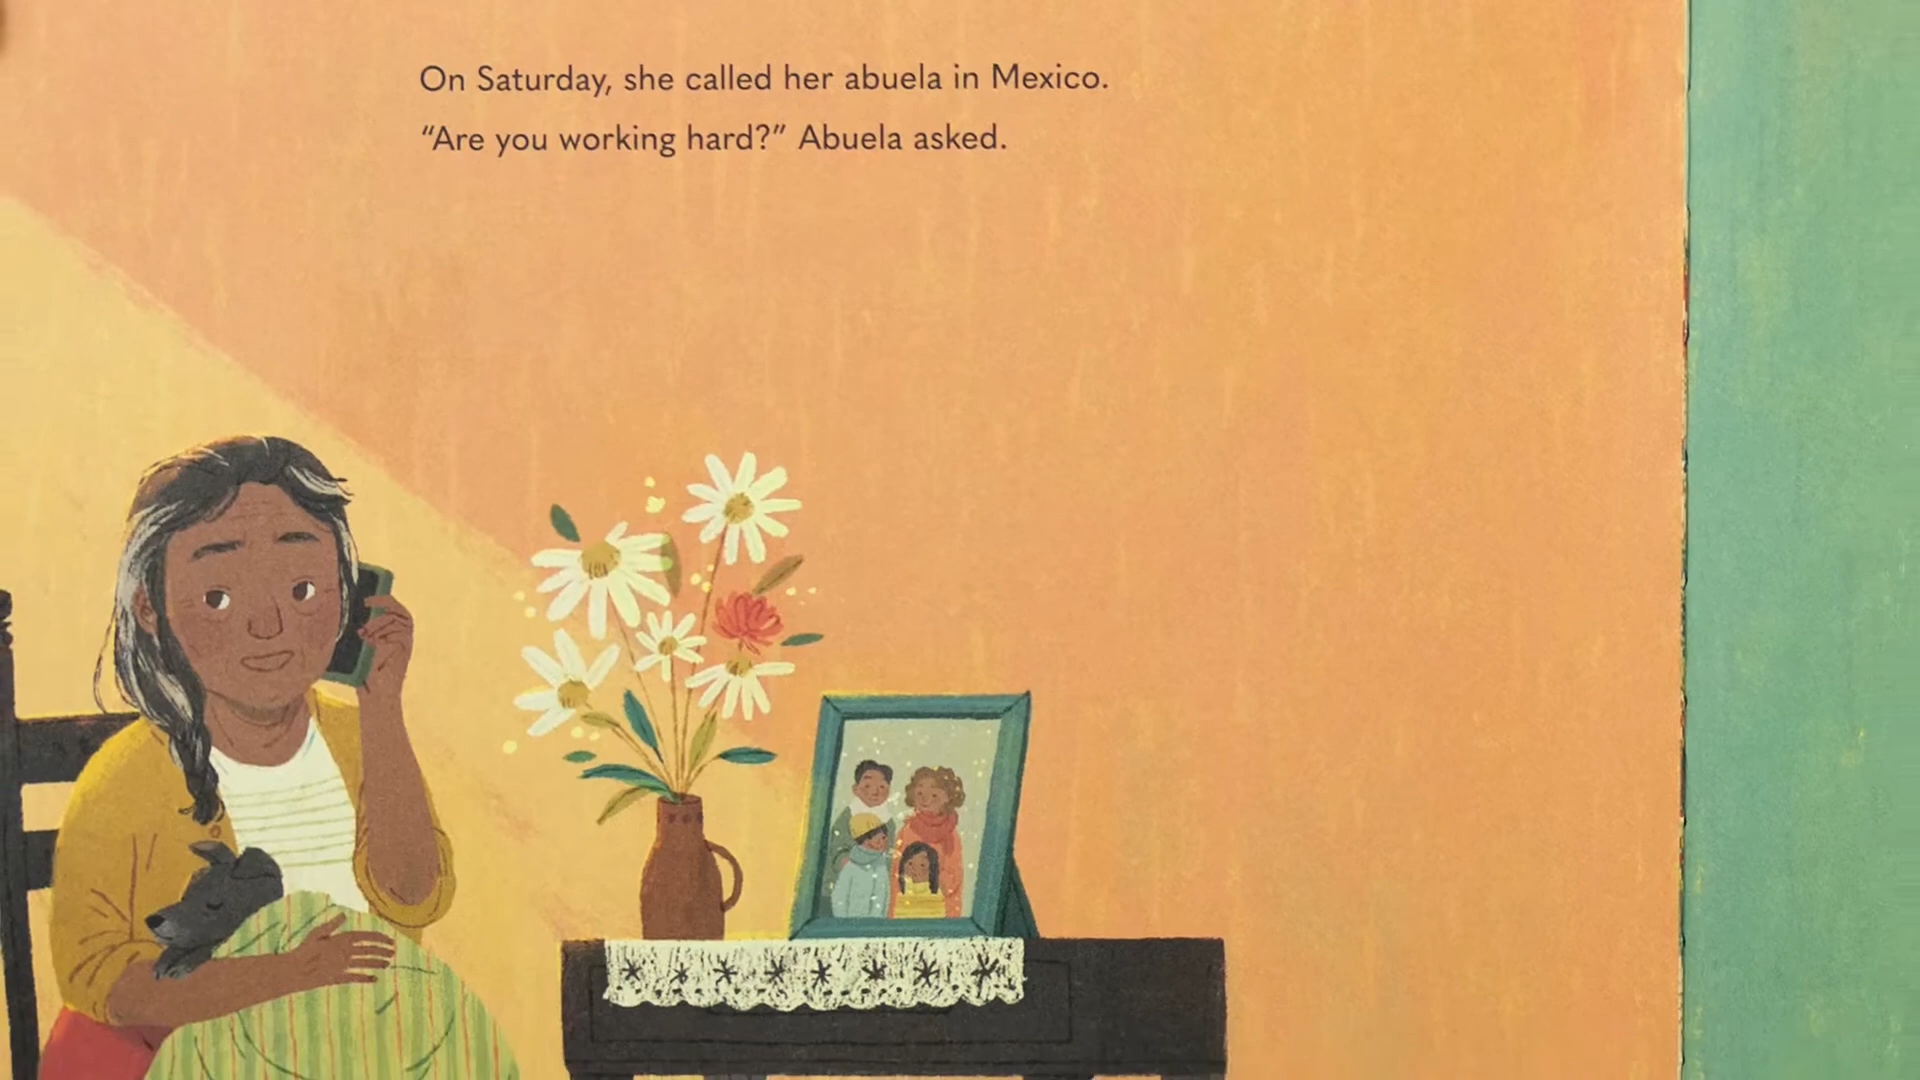 On Saturday, she called her abuela in Mexico.
“Are you working hard?” Abuela asked.